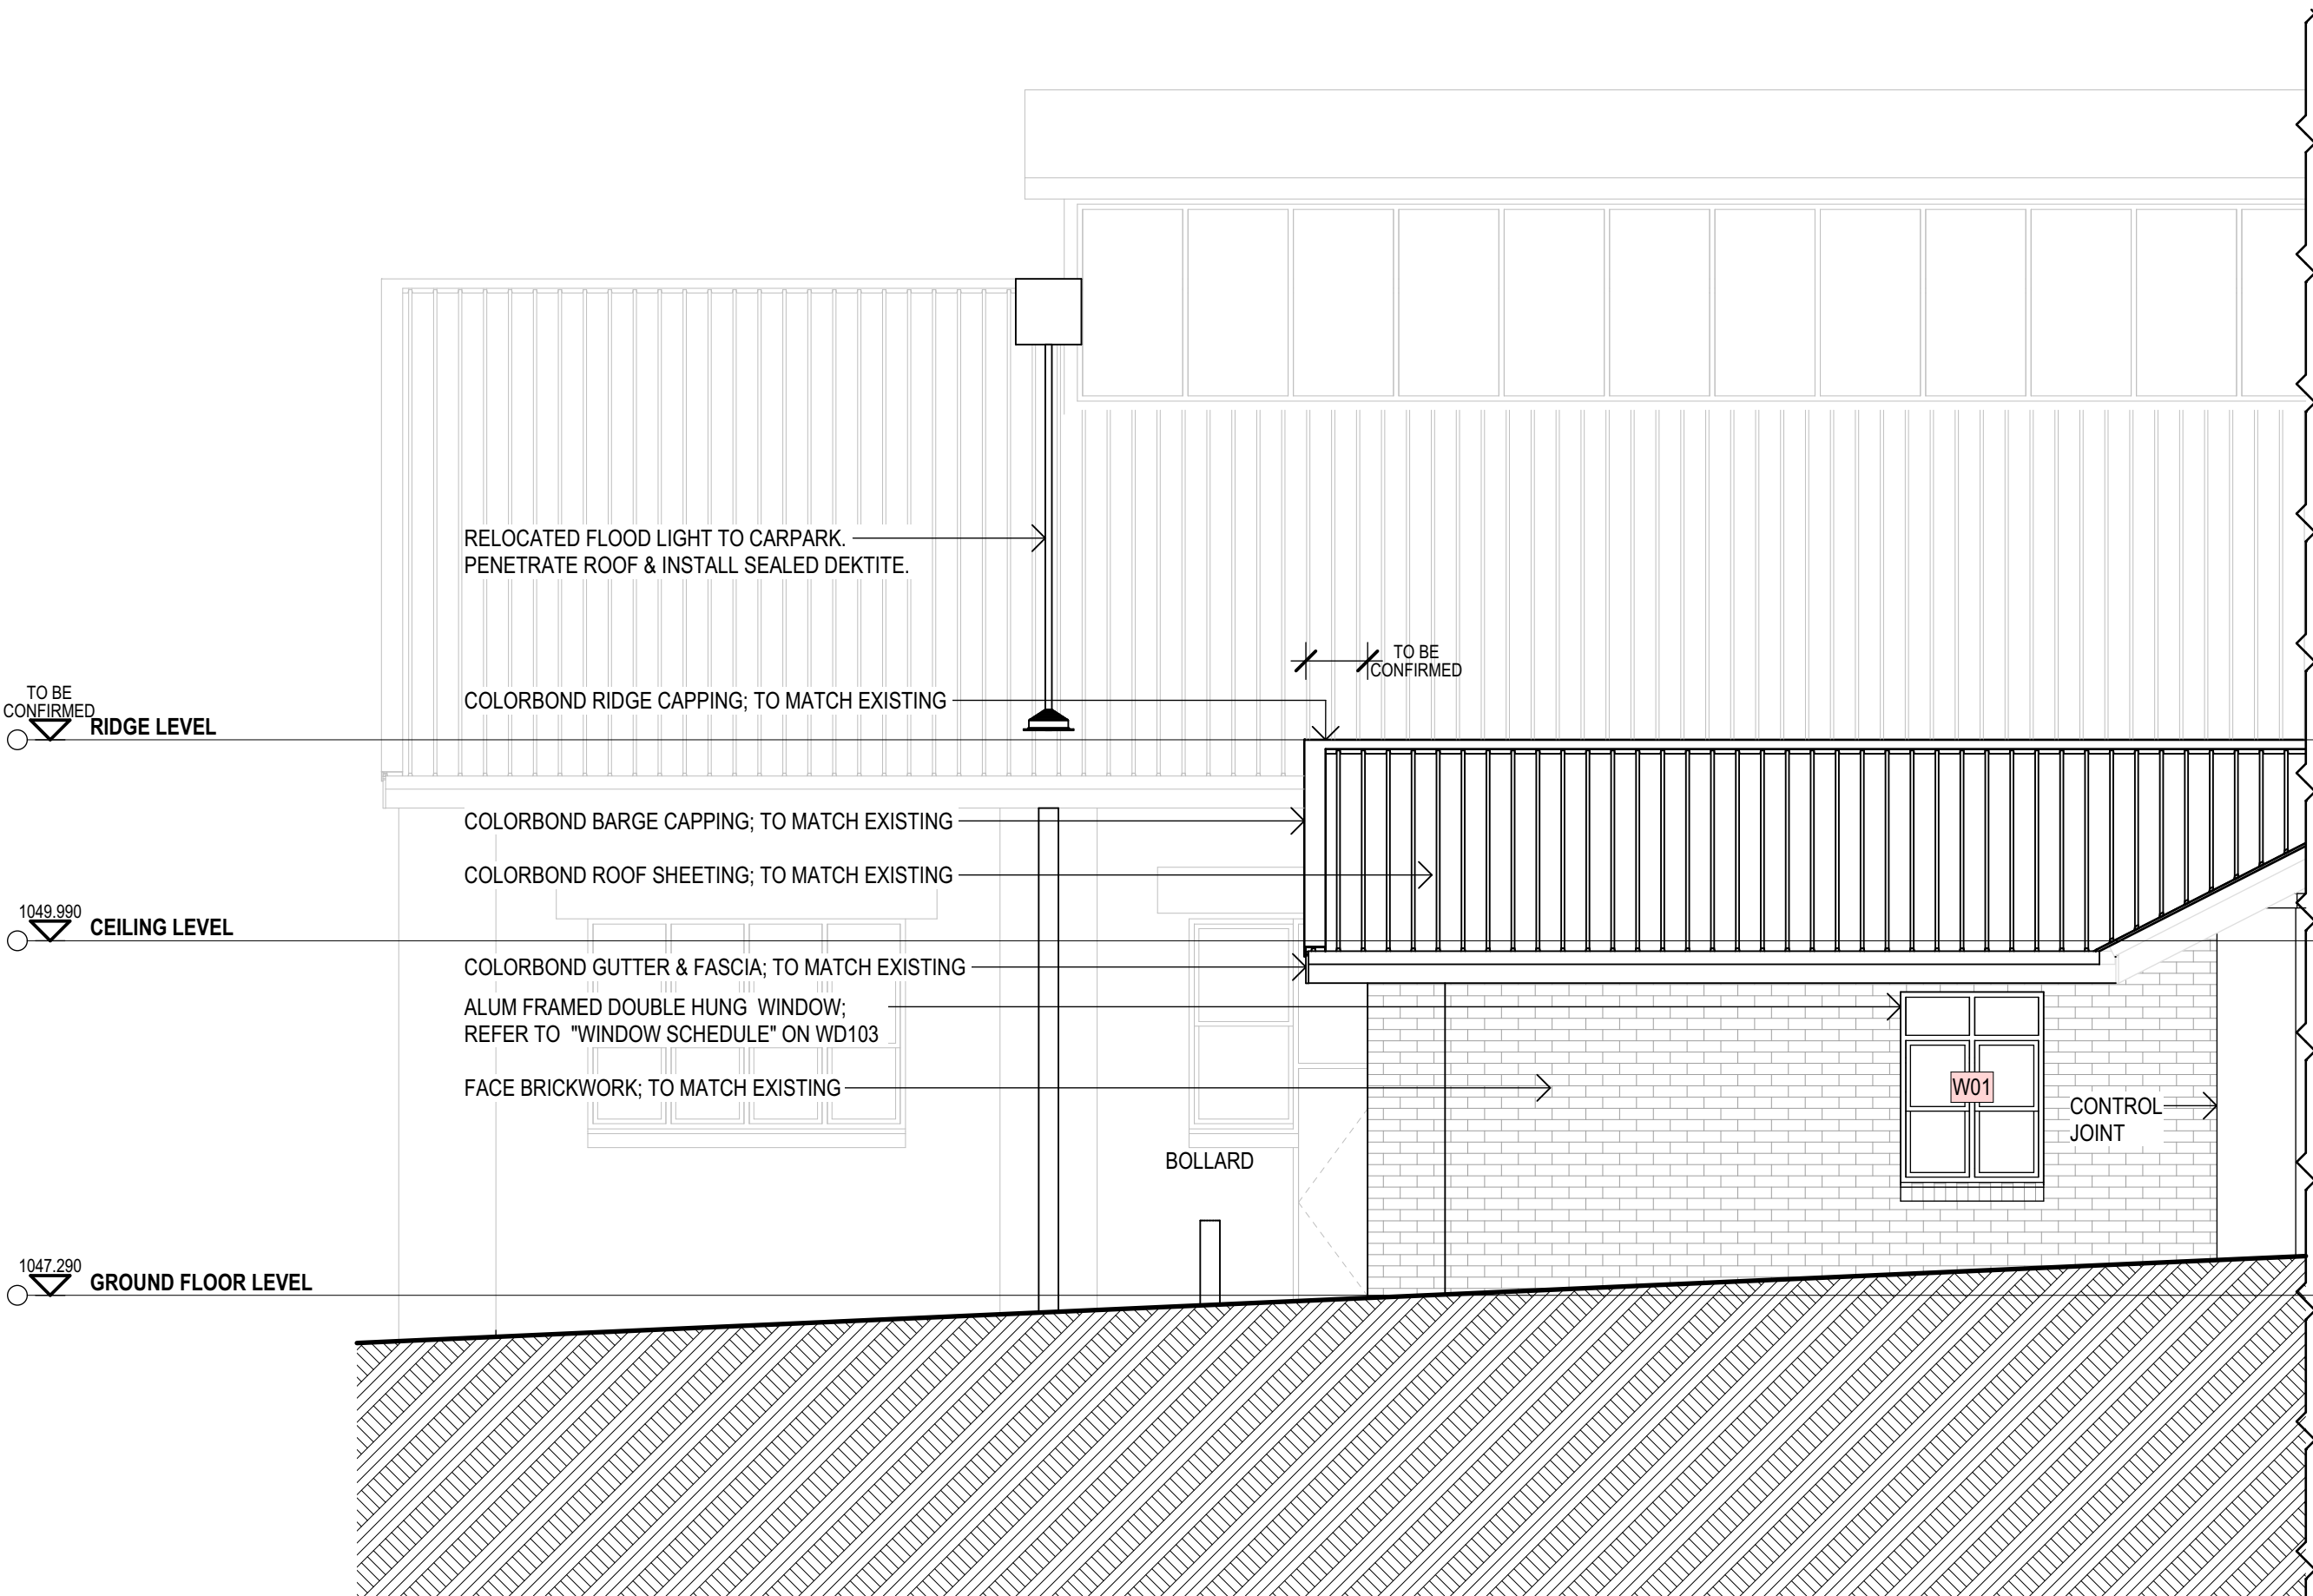 RELOCATED FLOOD LIGHT TO CARPARK.
PENETRATE ROOF & INSTALL SEALED DEKTITE.
TO BE
CONFIRMED
TO BE
CONFIRMED
RIDGE LEVEL
COLORBOND RIDGE CAPPING; TO MATCH EXISTING
COLORBOND BARGE CAPPING; TO MATCH EXISTING
COLORBOND ROOF SHEETING; TO MATCH EXISTING
1049.990
CEILING LEVEL
COLORBOND GUTTER & FASCIA; TO MATCH EXISTING
ALUM FRAMED DOUBLE HUNG WINDOW;
REFER TO "WINDOW SCHEDULE" ON WD103
FACE BRICKWORK; TO MATCH EXISTING
W01
CONTROL
JOINT
BOLLARD
1047.290
GROUND FLOOR LEVEL